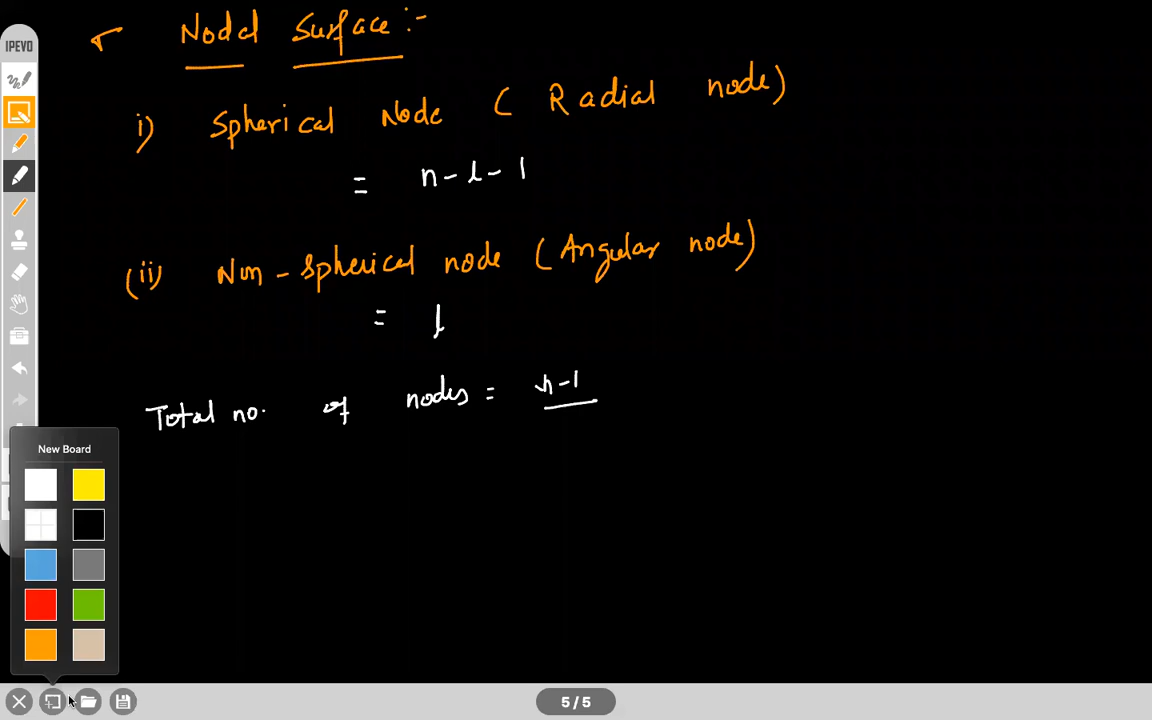 IPEVO
Nodal Surface :-
i) Spherical Node ( Radial node)
= n - l - 1
(ii) Non - Spherical node (Angular node)
= l
Total no. of nodes = n-1
New Board
5 / 5